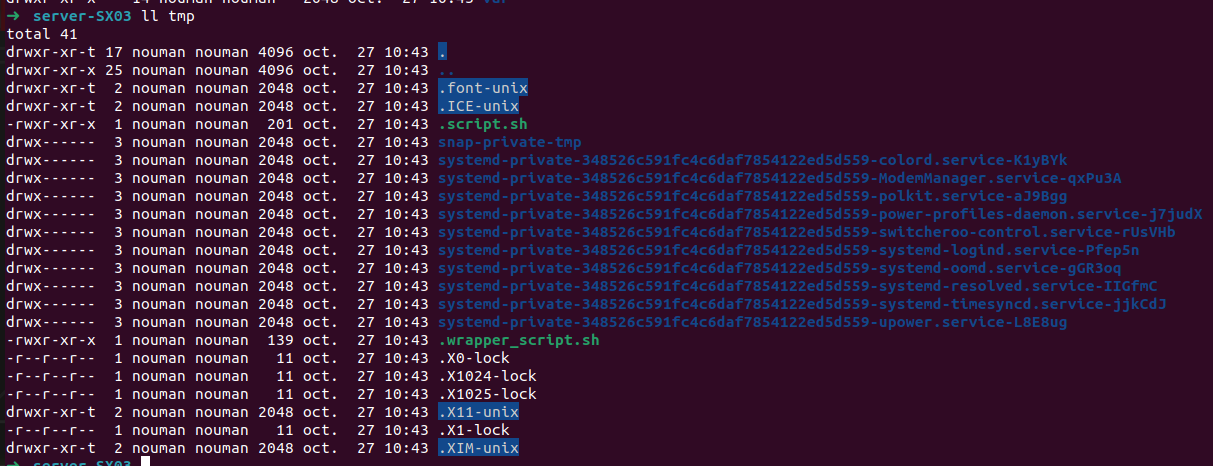 drwxr-xr-x 14 nouman nouman 2048 oct. 27 10:43 var
➜ server-SX03 ll tmp
total 41
drwxr-xr-t 17 nouman nouman 4096 oct. 27 10:43 .
drwxr-xr-x 25 nouman nouman 4096 oct. 27 10:43 ..
drwxr-xr-t 2 nouman nouman 2048 oct. 27 10:43 .font-unix
drwxr-xr-t 2 nouman nouman 2048 oct. 27 10:43 .ICE-unix
-rwxr-xr-x 1 nouman nouman 201 oct. 27 10:43 .script.sh
drwx------ 3 nouman nouman 2048 oct. 27 10:43 snap-private-tmp
drwx------ 3 nouman nouman 2048 oct. 27 10:43 systemd-private-348526c591fc4c6daf7854122ed5d559-colord.service-K1yBYk
drwx------ 3 nouman nouman 2048 oct. 27 10:43 systemd-private-348526c591fc4c6daf7854122ed5d559-ModemManager.service-qxPu3A
drwx------ 3 nouman nouman 2048 oct. 27 10:43 systemd-private-348526c591fc4c6daf7854122ed5d559-polkit.service-aJ9Bgg
drwx------ 3 nouman nouman 2048 oct. 27 10:43 systemd-private-348526c591fc4c6daf7854122ed5d559-power-profiles-daemon.service-j7judX
drwx------ 3 nouman nouman 2048 oct. 27 10:43 systemd-private-348526c591fc4c6daf7854122ed5d559-switcheroo-control.service-rUsVHb
drwx------ 3 nouman nouman 2048 oct. 27 10:43 systemd-private-348526c591fc4c6daf7854122ed5d559-systemd-logind.service-Pfep5n
drwx------ 3 nouman nouman 2048 oct. 27 10:43 systemd-private-348526c591fc4c6daf7854122ed5d559-systemd-oomd.service-gGR3oq
drwx------ 3 nouman nouman 2048 oct. 27 10:43 systemd-private-348526c591fc4c6daf7854122ed5d559-systemd-resolved.service-IIGfmC
drwx------ 3 nouman nouman 2048 oct. 27 10:43 systemd-private-348526c591fc4c6daf7854122ed5d559-systemd-timesyncd.service-jjkCdJ
drwx------ 3 nouman nouman 2048 oct. 27 10:43 systemd-private-348526c591fc4c6daf7854122ed5d559-upower.service-L8E8ug
-rwxr-xr-x 1 nouman nouman 139 oct. 27 10:43 .wrapper_script.sh
-r--r--r-- 1 nouman nouman 11 oct. 27 10:43 .X0-lock
-r--r--r-- 1 nouman nouman 11 oct. 27 10:43 .X1024-lock
-r--r--r-- 1 nouman nouman 11 oct. 27 10:43 .X1025-lock
drwxr-xr-t 2 nouman nouman 2048 oct. 27 10:43 .X11-unix
-r--r--r-- 1 nouman nouman 11 oct. 27 10:43 .X1-lock
drwxr-xr-t 2 nouman nouman 2048 oct. 27 10:43 .XIM-unix
➜ server-SX03